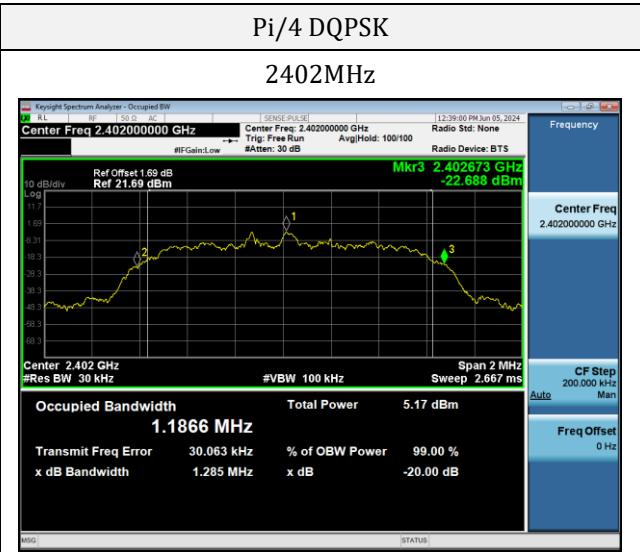 Pi/4 DQPSK
2402MHz
Keysight Spectrum Analyzer - Occupied BW
RL RF 50 Ω AC SENSE:PULSE 12:39:00 PM Jun 05, 2024
Center Freq 2.402000000 GHz
Center Freq: 2.402000000 GHz
Radio Std: None
Trig: Free Run Avg|Hold: 100/100
#IFGain:Low #Atten: 30 dB Radio Device: BTS
Frequency
Mkr3 2.402673 GHz
-22.688 dBm
Ref Offset 1.69 dB
10 dB/div Ref 21.69 dBm
Log
11.7
1.69
-8.31
-18.3
-28.3
-38.3
-48.3
-58.3
-68.3
1
2
3
Center 2.402 GHz Span 2 MHz
#Res BW 30 kHz #VBW 100 kHz Sweep 2.667 ms
Occupied Bandwidth Total Power 5.17 dBm
1.1866 MHz
Transmit Freq Error 30.063 kHz % of OBW Power 99.00 %
x dB Bandwidth 1.285 MHz x dB -20.00 dB
Center Freq
2.402000000 GHz
CF Step
200.000 kHz
Auto Man
Freq Offset
0 Hz
MSG STATUS